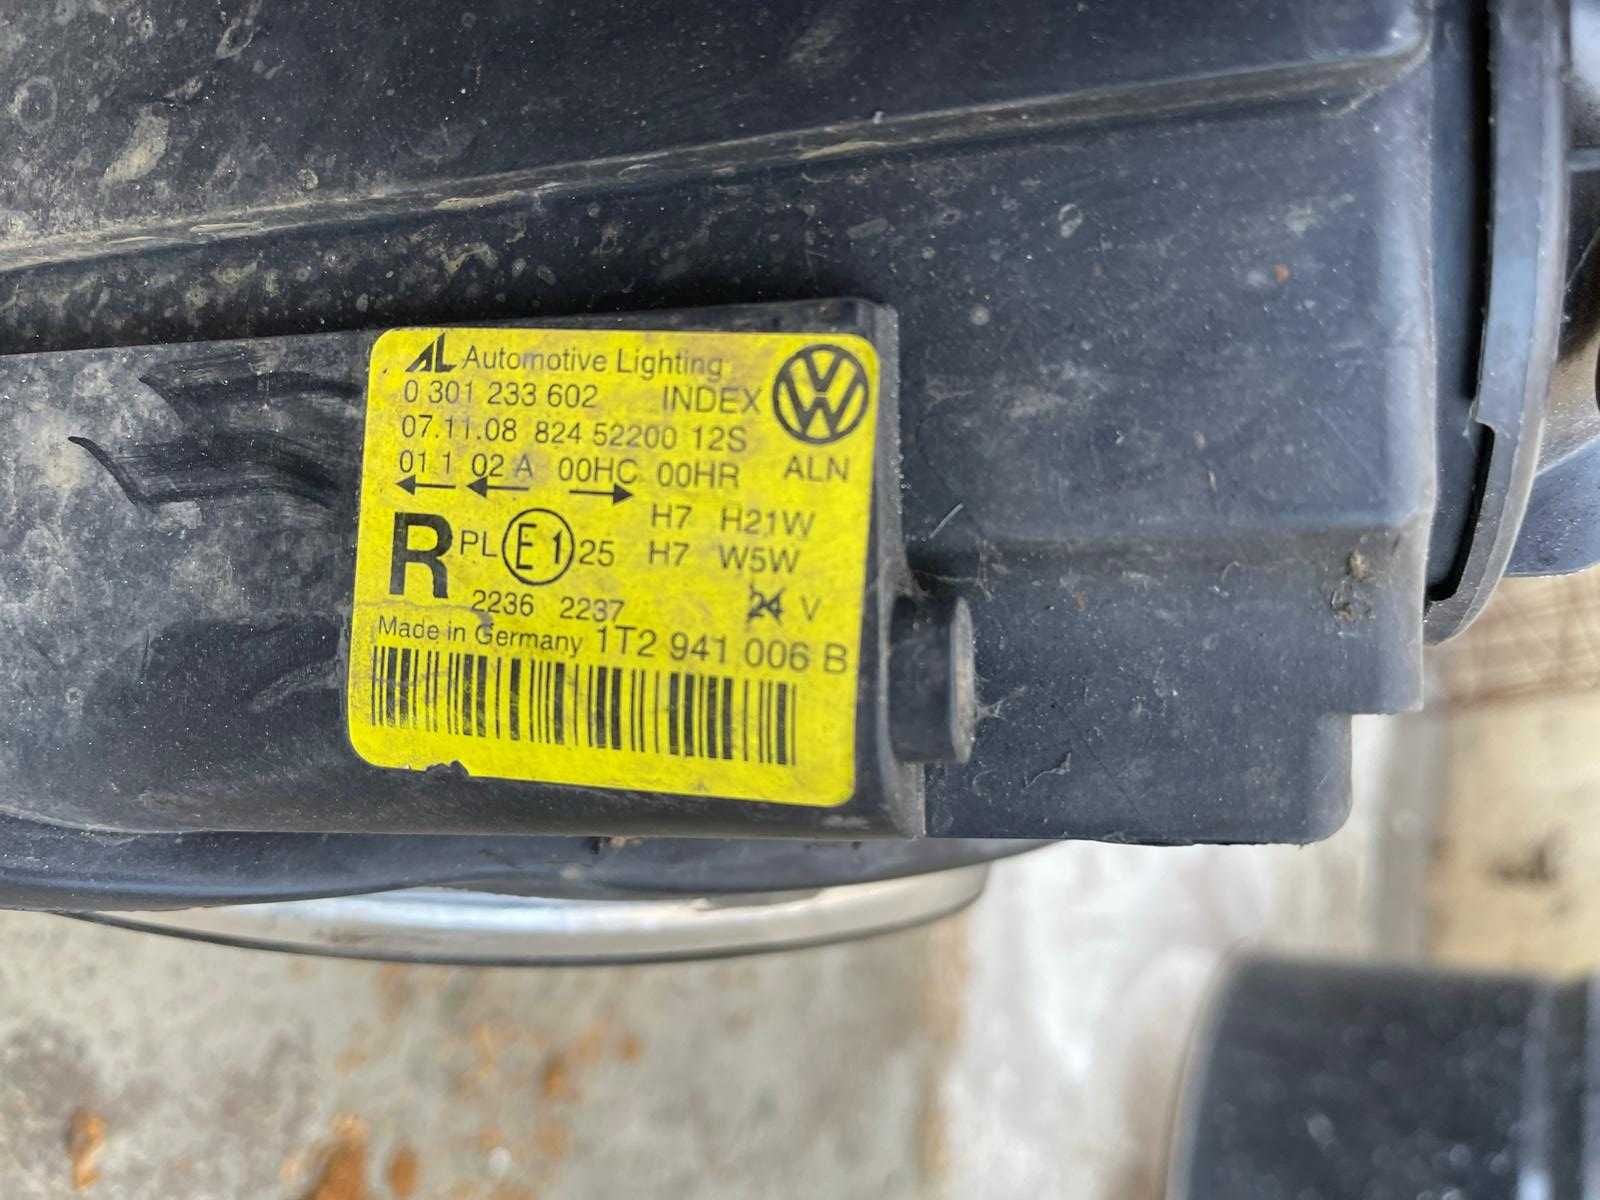 AL Automotive Lighting
0 301 233 602 INDEX
07.11.08 824 52200 12S
01 1 02 A 00HC 00HR
ALN
H7 H21W
R PL E1 25 H7 W5W
2236 2237 24 V
Made in Germany 1T2 941 006 B